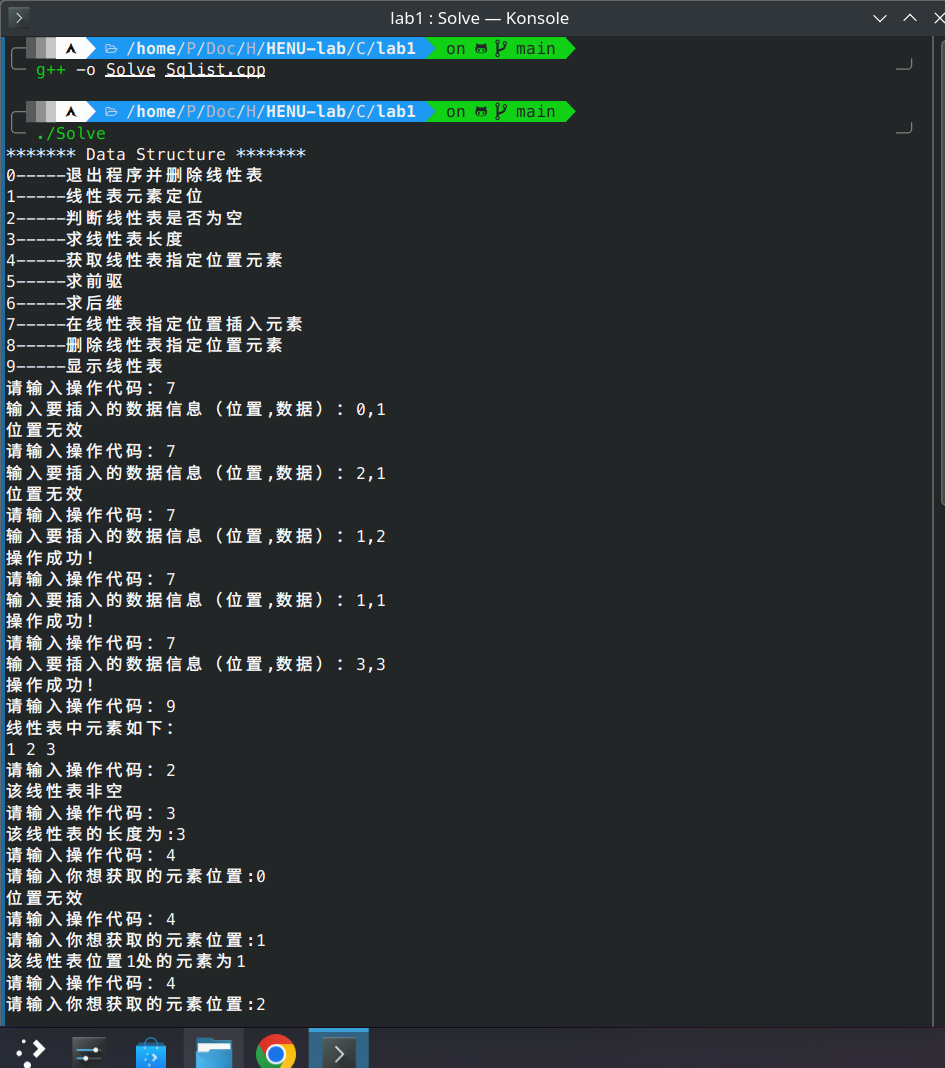 lab1 : Solve — Konsole
/home/P/Doc/H/HENU-lab/C/lab1 on main
g++ -o Solve Sqlist.cpp
/home/P/Doc/H/HENU-lab/C/lab1 on main
./Solve
******* Data Structure *******
0-----退出程序并删除线性表
1-----线性表元素定位
2-----判断线性表是否为空
3-----求线性表长度
4-----获取线性表指定位置元素
5-----求前驱
6-----求后继
7-----在线性表指定位置插入元素
8-----删除线性表指定位置元素
9-----显示线性表
请输入操作代码：7
输入要插入的数据信息（位置,数据）：0,1
位置无效
请输入操作代码：7
输入要插入的数据信息（位置,数据）：2,1
位置无效
请输入操作代码：7
输入要插入的数据信息（位置,数据）：1,2
操作成功！
请输入操作代码：7
输入要插入的数据信息（位置,数据）：1,1
操作成功！
请输入操作代码：7
输入要插入的数据信息（位置,数据）：3,3
操作成功！
请输入操作代码：9
线性表中元素如下：
1 2 3
请输入操作代码：2
该线性表非空
请输入操作代码：3
该线性表的长度为:3
请输入操作代码：4
请输入你想获取的元素位置:0
位置无效
请输入操作代码：4
请输入你想获取的元素位置:1
该线性表位置1处的元素为1
请输入操作代码：4
请输入你想获取的元素位置:2